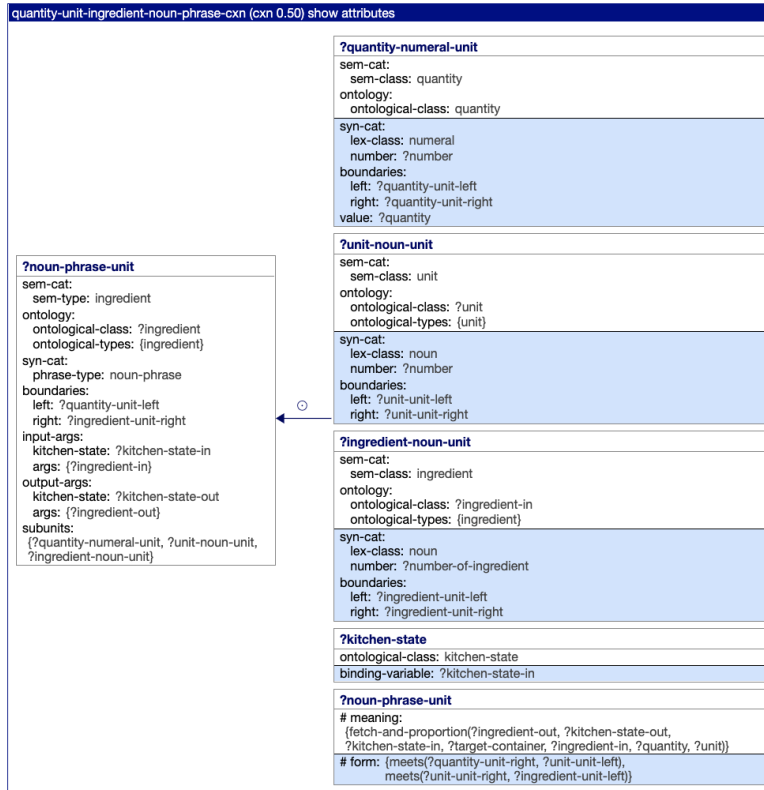 quantity-unit-ingredient-noun-phrase-cxn (cxn 0.50) show attributes
?noun-phrase-unit
sem-cat:
sem-type: ingredient
ontology:
ontological-class: ?ingredient
ontological-types: {ingredient}
syn-cat:
phrase-type: noun-phrase
boundaries:
left: ?quantity-unit-left
right: ?ingredient-unit-right
input-args:
kitchen-state: ?kitchen-state-in
args: {?ingredient-in}
output-args:
kitchen-state: ?kitchen-state-out
args: {?ingredient-out}
subunits:
{?quantity-numeral-unit, ?unit-noun-unit,
?ingredient-noun-unit}
?quantity-numeral-unit
sem-cat:
sem-class: quantity
ontology:
ontological-class: quantity
syn-cat:
lex-class: numeral
number: ?number
boundaries:
left: ?quantity-unit-left
right: ?quantity-unit-right
value: ?quantity
?unit-noun-unit
sem-cat:
sem-class: unit
ontology:
ontological-class: ?unit
ontological-types: {unit}
syn-cat:
lex-class: noun
number: ?number
boundaries:
left: ?unit-unit-left
right: ?unit-unit-right
?ingredient-noun-unit
sem-cat:
sem-class: ingredient
ontology:
ontological-class: ?ingredient-in
ontological-types: {ingredient}
syn-cat:
lex-class: noun
number: ?number-of-ingredient
boundaries:
left: ?ingredient-unit-left
right: ?ingredient-unit-right
?kitchen-state
ontological-class: kitchen-state
binding-variable: ?kitchen-state-in
?noun-phrase-unit
# meaning:
{fetch-and-proportion(?ingredient-out, ?kitchen-state-out,
?kitchen-state-in, ?target-container, ?ingredient-in, ?quantity, ?unit)}
# form: {meets(?quantity-unit-right, ?unit-unit-left),
meets(?unit-unit-right, ?ingredient-unit-left)}